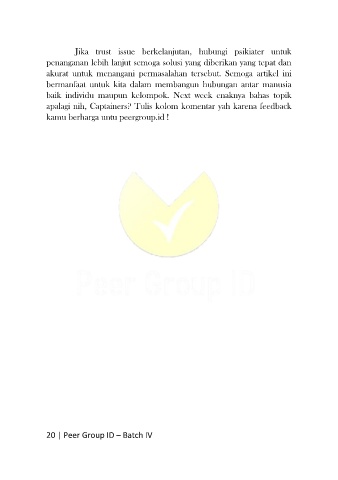 Jika trust issue berkelanjutan, hubungi psikiater untuk
penanganan lebih lanjut semoga solusi yang diberikan yang tepat dan
akurat untuk menangani permasalahan tersebut. Semoga artikel ini
bermanfaat untuk kita dalam membangun hubungan antar manusia
baik individu maupun kelompok. Next week enaknya bahas topik
apalagi nih, Captainers? Tulis kolom komentar yah karena feedback
kamu berharga untu peergroup.id !
Peer Group ID
20 | Peer Group ID – Batch IV